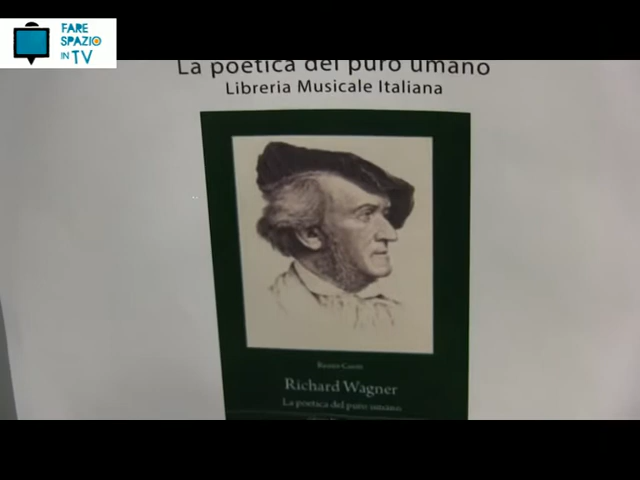 FARE
SPAZIO
IN TV
La poetica del puro umano
Libreria Musicale Italiana
Richard Wagner
La poetica del puro umano